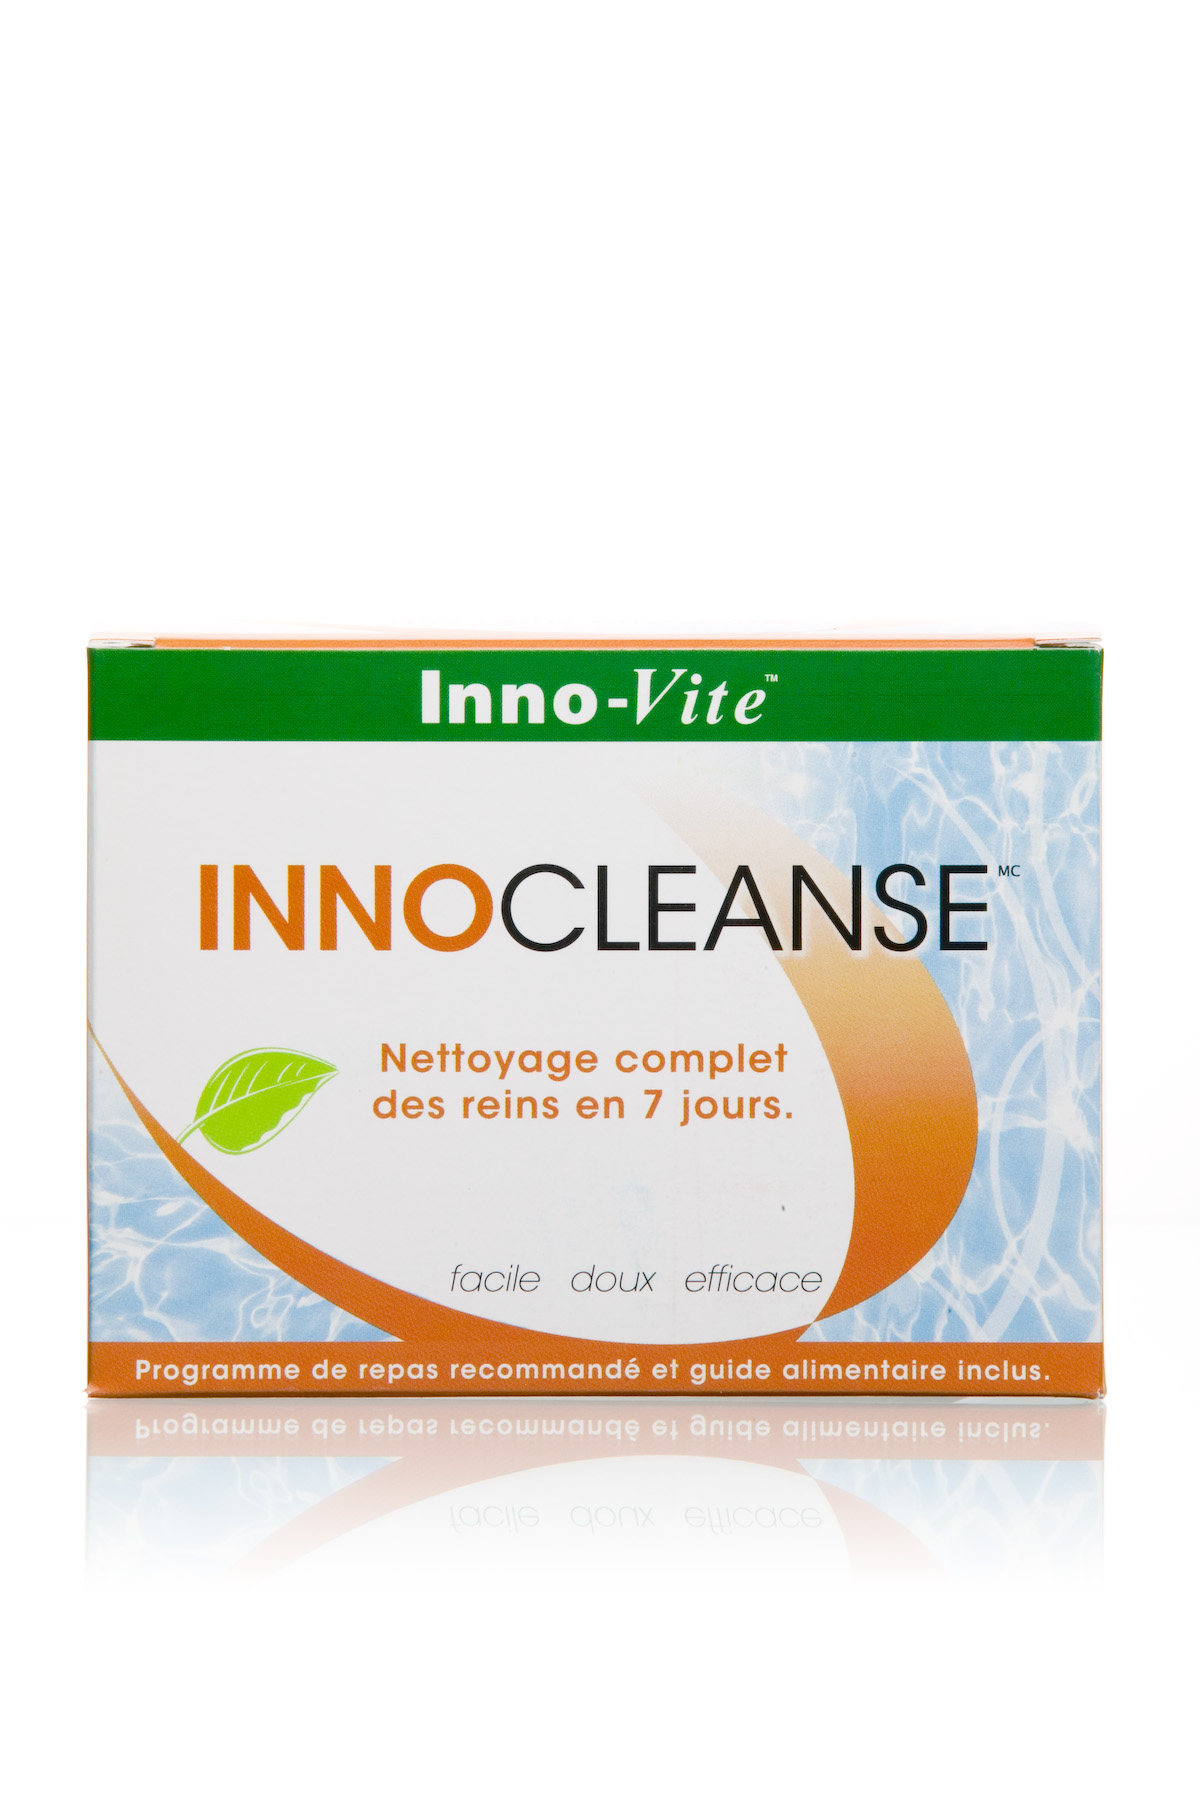 Inno-Vite™
INNOCLEANSE MC
Nettoyage complet
des reins en 7 jours.
facile doux efficace
Programme de repas recommandé et guide alimentaire inclus.